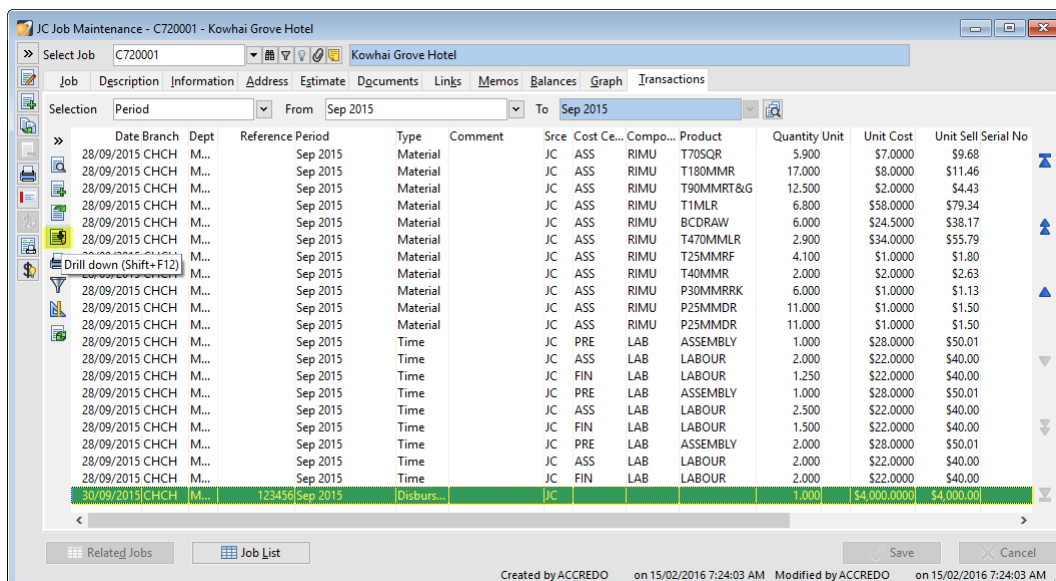 JC Job Maintenance - C720001 - Kowhai Grove Hotel
Select Job C720001 Kowhai Grove Hotel
Job Description Information Address Estimate Documents Links Memos Balances Graph Transactions
Selection Period From Sep 2015 To Sep 2015
Date Branch Dept Reference Period Type Comment Srce Cost Ce... Compo... Product Quantity Unit Unit Cost Unit Sell Serial No
28/09/2015 CHCH M... Sep 2015 Material JC ASS RIMU T70SQR 5.900 $7.0000 $9.68
28/09/2015 CHCH M... Sep 2015 Material JC ASS RIMU T180MMR 17.000 $8.0000 $11.46
28/09/2015 CHCH M... Sep 2015 Material JC ASS RIMU T90MMRT&G 12.500 $2.0000 $4.43
28/09/2015 CHCH M... Sep 2015 Material JC ASS RIMU T1MLR 6.800 $58.0000 $79.34
28/09/2015 CHCH M... Sep 2015 Material JC ASS RIMU BCDRAW 6.000 $24.5000 $38.17
28/09/2015 CHCH M... Sep 2015 Material JC ASS RIMU T470MMLR 2.900 $34.0000 $55.79
Sep 2015 Material JC ASS RIMU T25MMRF 4.100 $1.0000 $1.80
Drill down (Shift+F12)
28/09/2015 CHCH M... Sep 2015 Material JC ASS RIMU T40MMR 2.000 $2.0000 $2.63
28/09/2015 CHCH M... Sep 2015 Material JC ASS RIMU P30MMRRK 6.000 $1.0000 $1.13
28/09/2015 CHCH M... Sep 2015 Material JC ASS RIMU P25MMDR 11.000 $1.0000 $1.50
28/09/2015 CHCH M... Sep 2015 Material JC ASS RIMU P25MMDR 11.000 $1.0000 $1.50
28/09/2015 CHCH M... Sep 2015 Time JC PRE LAB ASSEMBLY 1.000 $28.0000 $50.01
28/09/2015 CHCH M... Sep 2015 Time JC ASS LAB LABOUR 2.000 $22.0000 $40.00
28/09/2015 CHCH M... Sep 2015 Time JC FIN LAB LABOUR 1.250 $22.0000 $40.00
28/09/2015 CHCH M... Sep 2015 Time JC PRE LAB ASSEMBLY 1.000 $28.0000 $50.01
28/09/2015 CHCH M... Sep 2015 Time JC ASS LAB LABOUR 2.500 $22.0000 $40.00
28/09/2015 CHCH M... Sep 2015 Time JC FIN LAB LABOUR 1.500 $22.0000 $40.00
28/09/2015 CHCH M... Sep 2015 Time JC PRE LAB ASSEMBLY 2.000 $28.0000 $50.01
28/09/2015 CHCH M... Sep 2015 Time JC ASS LAB LABOUR 2.000 $22.0000 $40.00
28/09/2015 CHCH M... Sep 2015 Time JC FIN LAB LABOUR 2.000 $22.0000 $40.00
30/09/2015 CHCH M... 123456 Sep 2015 Disburs... JC 1.000 $4,000.0000 $4,000.00
Related Jobs Job List Save Cancel
Created by ACCREDO on 15/02/2016 7:24:03 AM Modified by ACCREDO on 15/02/2016 7:24:03 AM